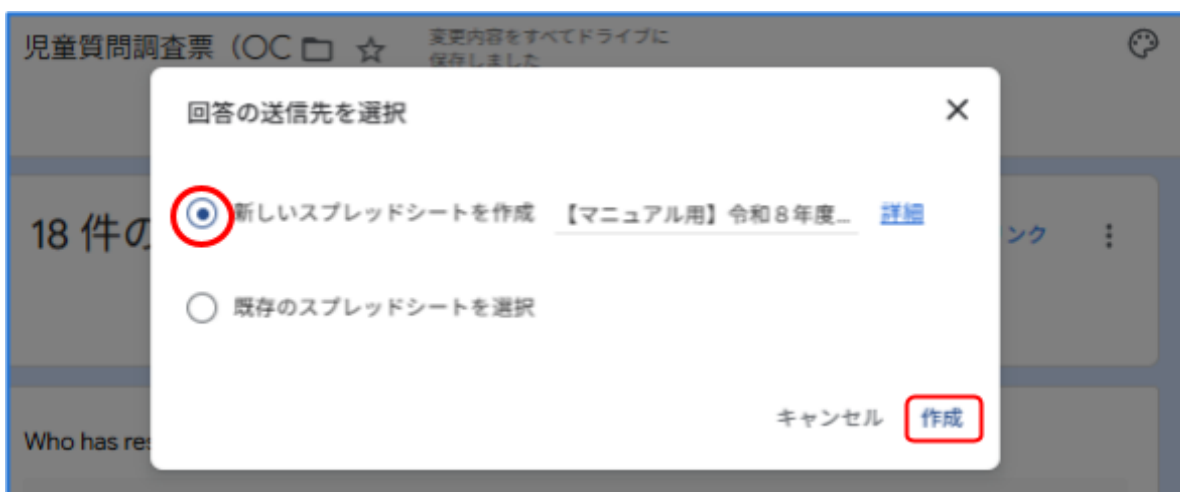 児童質問調査票（OC
変更内容をすべてドライブに
保存しました
回答の送信先を選択
18 件の
新しいスプレッドシートを作成 【マニュアル用】令和８年度... 詳細
ンク
既存のスプレッドシートを選択
キャンセル 作成
Who has res